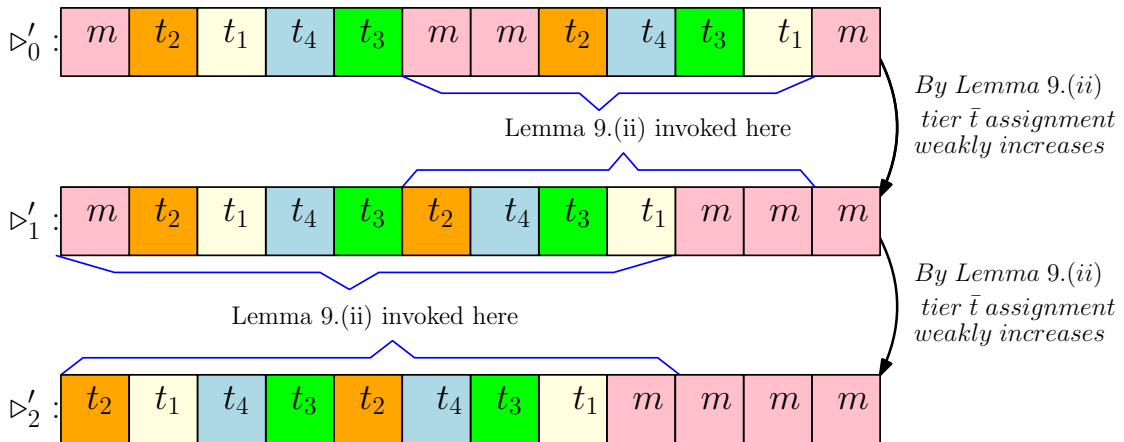 ▷′₀ : m t₂ t₁ t₄ t₃ m m t₂ t₄ t₃ t₁ m
By Lemma 9.(ii)
tier t̄ assignment
weakly increases
Lemma 9.(ii) invoked here
▷′₁ : m t₂ t₁ t₄ t₃ t₂ t₄ t₃ t₁ m m m
By Lemma 9.(ii)
tier t̄ assignment
weakly increases
Lemma 9.(ii) invoked here
▷′₂ : t₂ t₁ t₄ t₃ t₂ t₄ t₃ t₁ m m m m